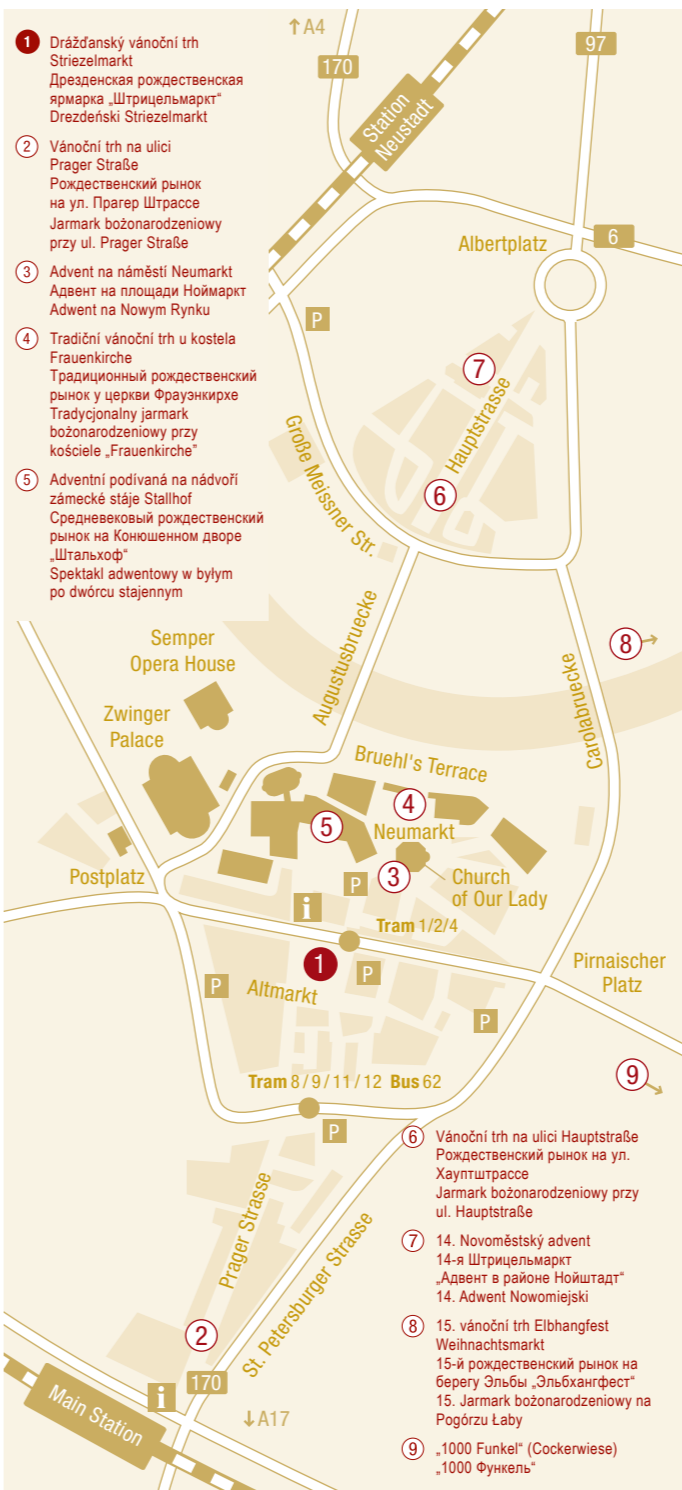 1 Drážďanský vánoční trh
Striezelmarkt
Дрезденская рождественская
ярмарка „Штрицельмаркт“
Drezdeński Striezelmarkt
2 Vánoční trh na ulici
Prager Straße
Рождественский рынок
на ул. Прагер Штрассе
Jarmark bożonarodzeniowy
przy ul. Prager Straße
3 Advent na náměstí Neumarkt
Адвент на площади Ноймаркт
Adwent na Nowym Rynku
4 Tradiční vánoční trh u kostela
Frauenkirche
Традиционный рождественский
рынок у церкви Фрауэнкирхе
Tradycjonalny jarmark
bożonarodzeniowy przy
kościele „Frauenkirche”
5 Adventní podívaná na nádvoří
zámecké stáje Stallhof
Средневековый рождественский
рынок на Конюшенном дворе
„Штальхоф“
Spektakl adwentowy w byłym
po dwórcu stajennym
↑A4
170
97
Station
Neustadt
6
Albertplatz
P
7
Hauptstrasse
6
Große Meissner Str.
Augustusbruecke
Carolabruecke
8
Semper
Opera House
Zwinger
Palace
Bruehl's Terrace
4
5
Neumarkt
3
Church
of Our Lady
Postplatz
P
i
Tram 1/2/4
1
P
Pirnaischer
Platz
P
Altmarkt
P
9
Tram 8/9/11/12 Bus 62
P
Prager Strasse
St. Petersburger Strasse
2
170
i
↓A17
Main Station
6 Vánoční trh na ulici Hauptstraße
Рождественский рынок на ул.
Хауптштрассе
Jarmark bożonarodzeniowy przy
ul. Hauptstraße
7 14. Novoměstský advent
14-я Штрицельмаркт
„Адвент в районе Нойштадт“
14. Adwent Nowomiejski
8 15. vánoční trh Elbhangfest
Weihnachtsmarkt
15-й рождественский рынок на
берегу Эльбы „Эльбхангфест“
15. Jarmark bożonarodzeniowy na
Pogórzu Łaby
9 „1000 Funkel“ (Cockerwiese)
„1000 Функель“